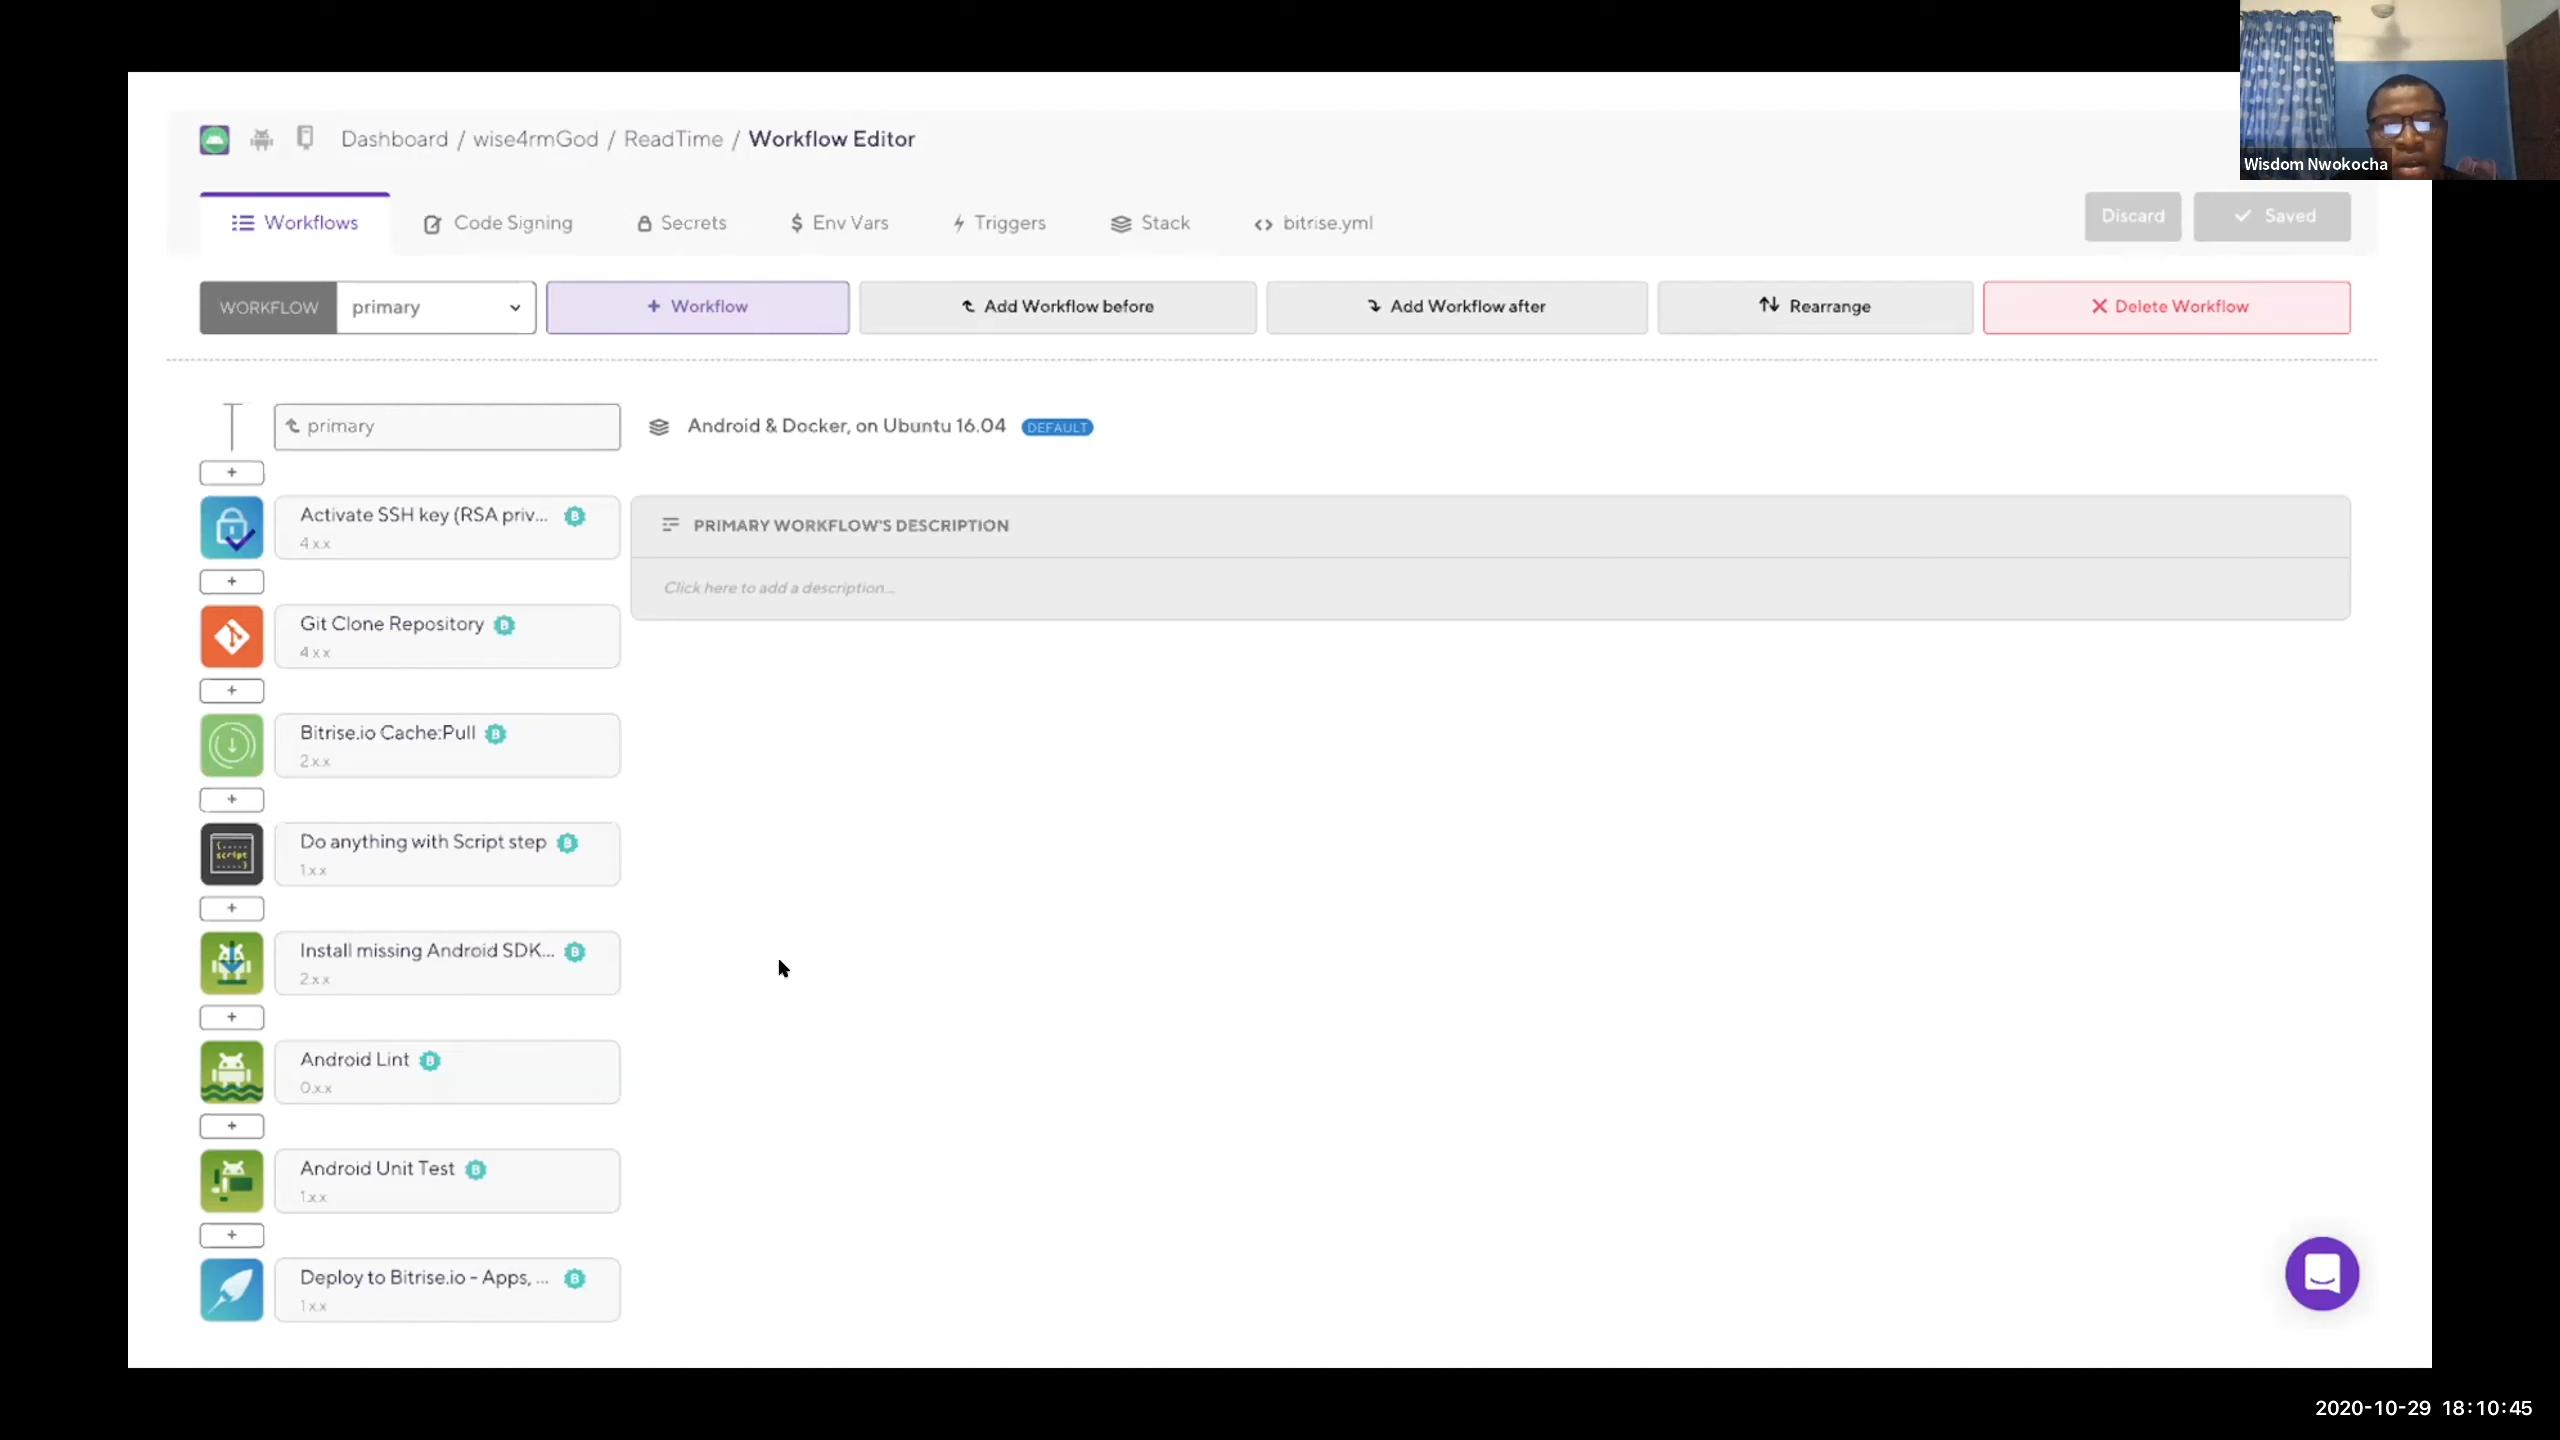 Wisdom Nwokocha
Dashboard / wise4rmGod / ReadTime / Workflow Editor
Workflows Code Signing Secrets $ Env Vars Triggers Stack <> bitrise.yml Discard ✓ Saved
WORKFLOW primary + Workflow Add Workflow before Add Workflow after Rearrange Delete Workflow
primary Android & Docker, on Ubuntu 16.04 DEFAULT
+
Activate SSH key (RSA priv... B
4.x.x
PRIMARY WORKFLOW'S DESCRIPTION
Click here to add a description...
+
Git Clone Repository B
4.x.x
+
Bitrise.io Cache:Pull B
2.x.x
+
script
Do anything with Script step B
1.x.x
+
Install missing Android SDK... B
2.x.x
+
Android Lint B
0.x.x
+
Android Unit Test B
1.x.x
+
Deploy to Bitrise.io - Apps, ... B
1.x.x
2020-10-29 18:10:45